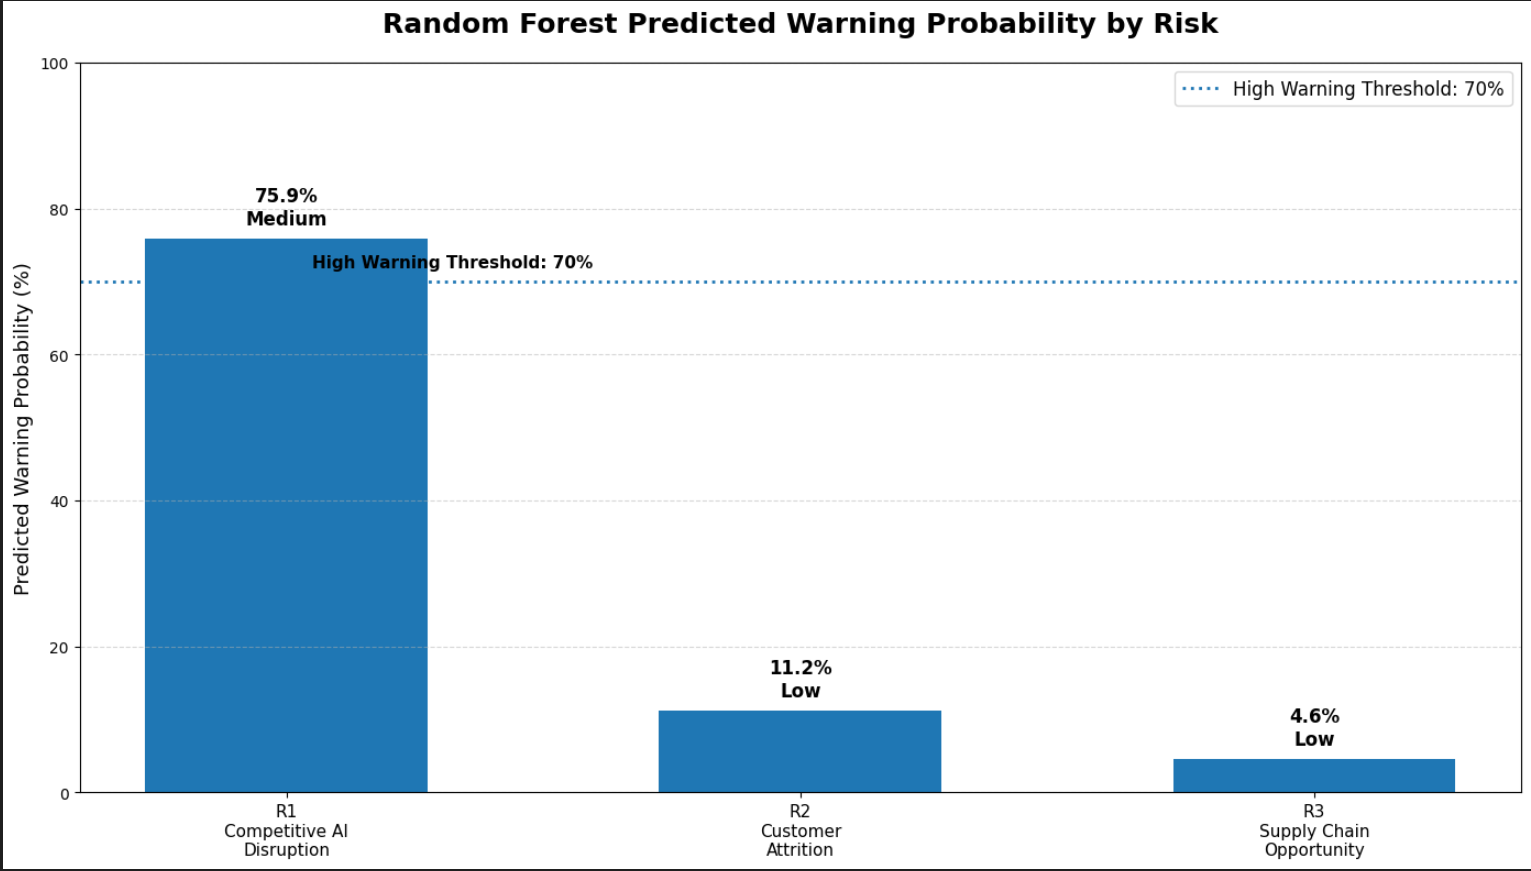 Random Forest Predicted Warning Probability by Risk
High Warning Threshold: 70%
Predicted Warning Probability (%)
100
80
60
40
20
0
75.9%
Medium
High Warning Threshold: 70%
11.2%
Low
4.6%
Low
R1
Competitive AI
Disruption
R2
Customer
Attrition
R3
Supply Chain
Opportunity